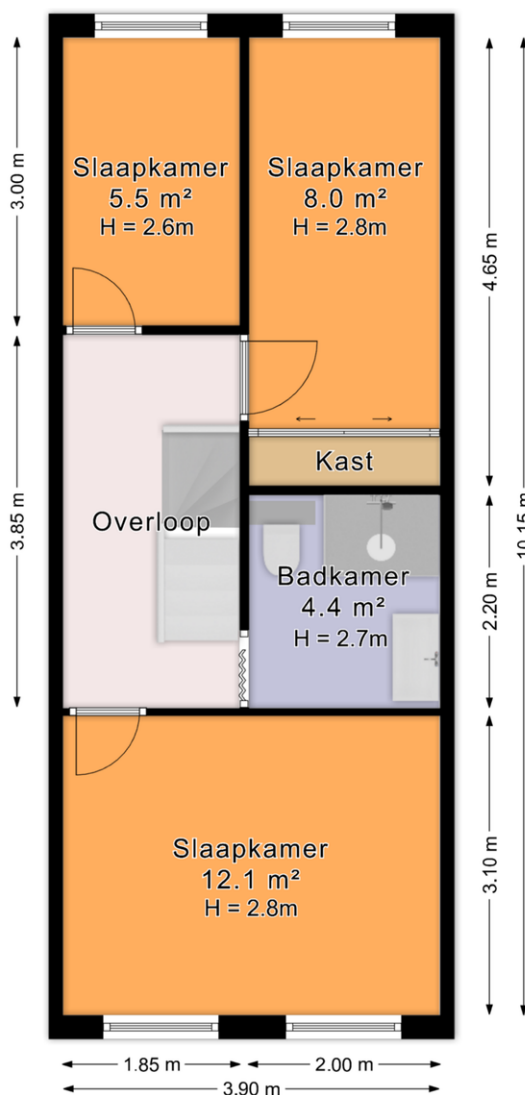 Slaapkamer
5.5 m²
H = 2.6m
Slaapkamer
8.0 m²
H = 2.8m
3.00 m
4.65 m
Kast
Overloop
3.85 m
10.15 m
Badkamer
4.4 m²
H = 2.7m
2.20 m
Slaapkamer
12.1 m²
H = 2.8m
3.10 m
1.85 m
2.00 m
3.90 m